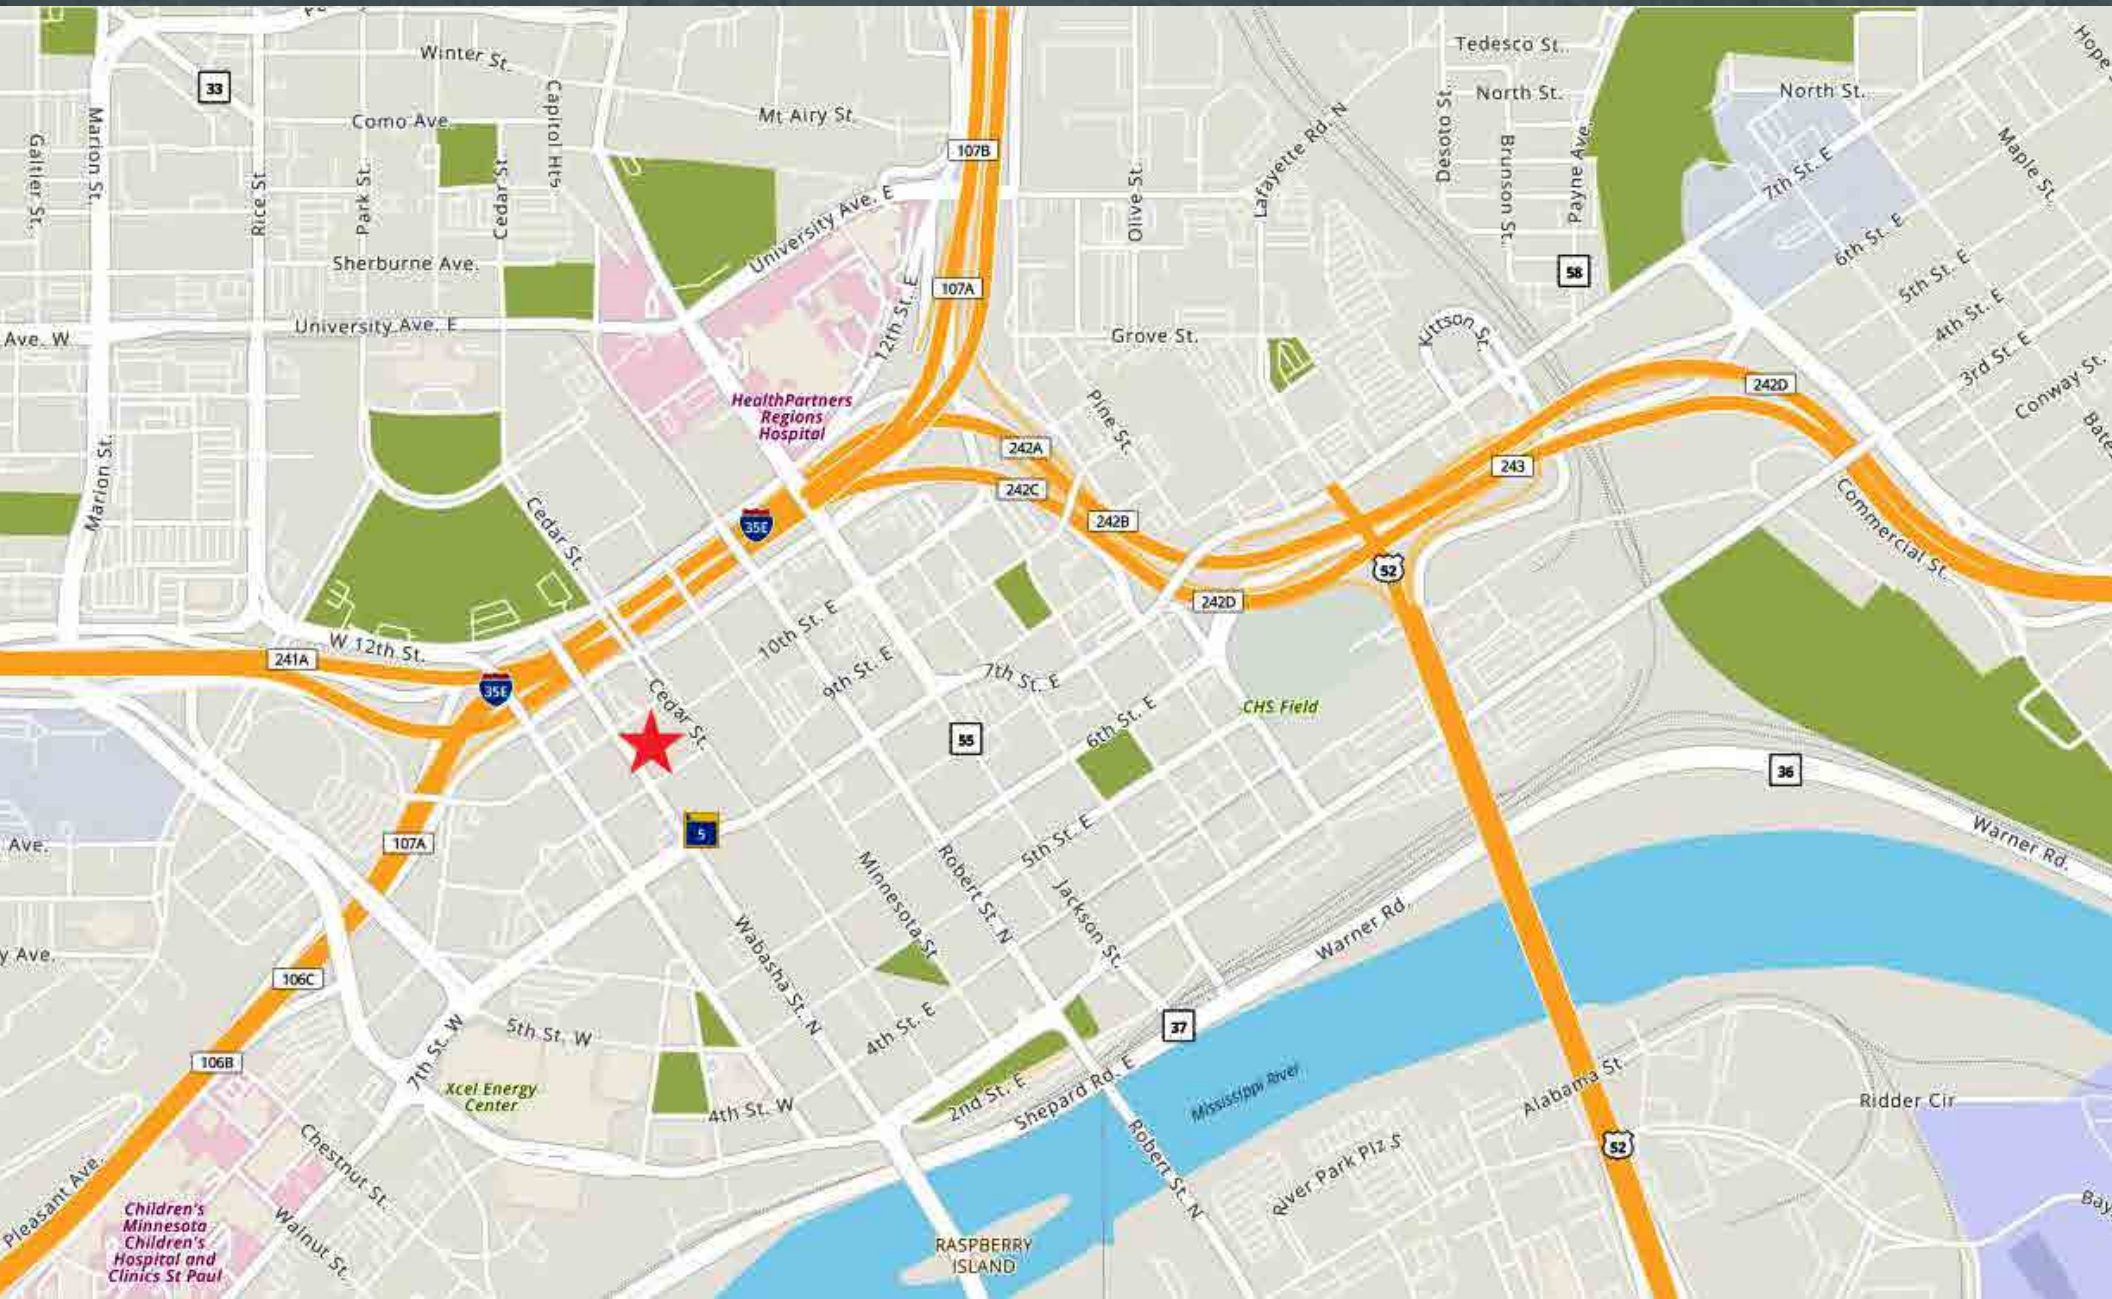 Winter St.
Tedesco St.
Hope
33
Capitol Hts
Desoto St.
North St.
North St.
Marion St.
Como Ave.
Mt Airy St.
Lafayette Rd. N
Brunson St.
Payne Ave.
Maple St.
Galtier St.
107B
7th St. E
Rice St.
Park St.
Cedar St.
University Ave. E
Olive St.
6th St. E
Sherburne Ave.
58
5th St. E
107A
12th St. E
4th St. E
University Ave. E
Ave. W
Grove St.
Kittson St.
3rd St. E
Conway St.
242D
HealthPartners
Regions
Hospital
Pine St.
Bate
242A
243
Marion St.
242C
Cedar St.
35E
242B
Commercial St.
52
242D
10th St. E
W 12th St.
241A
9th St. E
7th St. E
35E
Cedar St.
CHS Field
6th St. E
55
36
5
5th St. E
Warner Rd.
Ave.
107A
Minnesota St
Robert St. N
Jackson St.
Warner Rd.
y Ave.
Wabasha St. N
106C
5th St. W
4th St. E
37
7th St. W
106B
Xcel Energy
Center
2nd St. E
Shepard Rd. E
Mississippi River
Alabama St.
Ridder Cir
4th St. W
Chestnut St.
Robert St. N
River Park Plz S
52
Pleasant Ave.
Children's
Minnesota
Children's
Hospital and
Clinics St Paul
Walnut St.
RASPBERRY
ISLAND
Bay